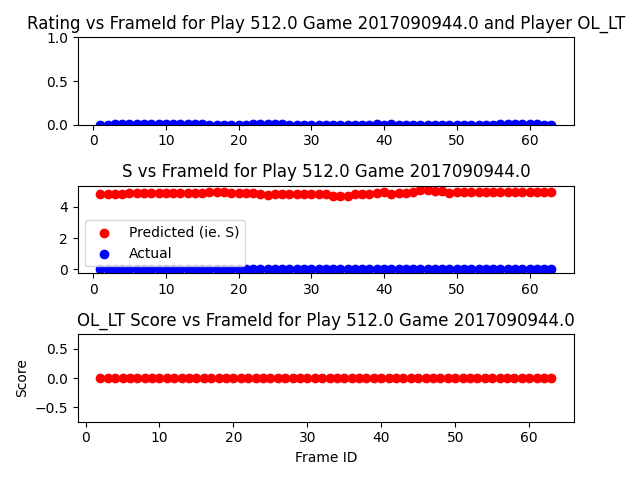 Rating vs FrameId for Play 512.0 Game 2017090944.0 and Player OL_LT
1.0
0.5
0.0
0 10 20 30 40 50 60
S vs FrameId for Play 512.0 Game 2017090944.0
4
2
0
Predicted (ie. S)
Actual
0 10 20 30 40 50 60
OL_LT Score vs FrameId for Play 512.0 Game 2017090944.0
Score
0.5
0.0
−0.5
0 10 20 30 40 50 60
Frame ID